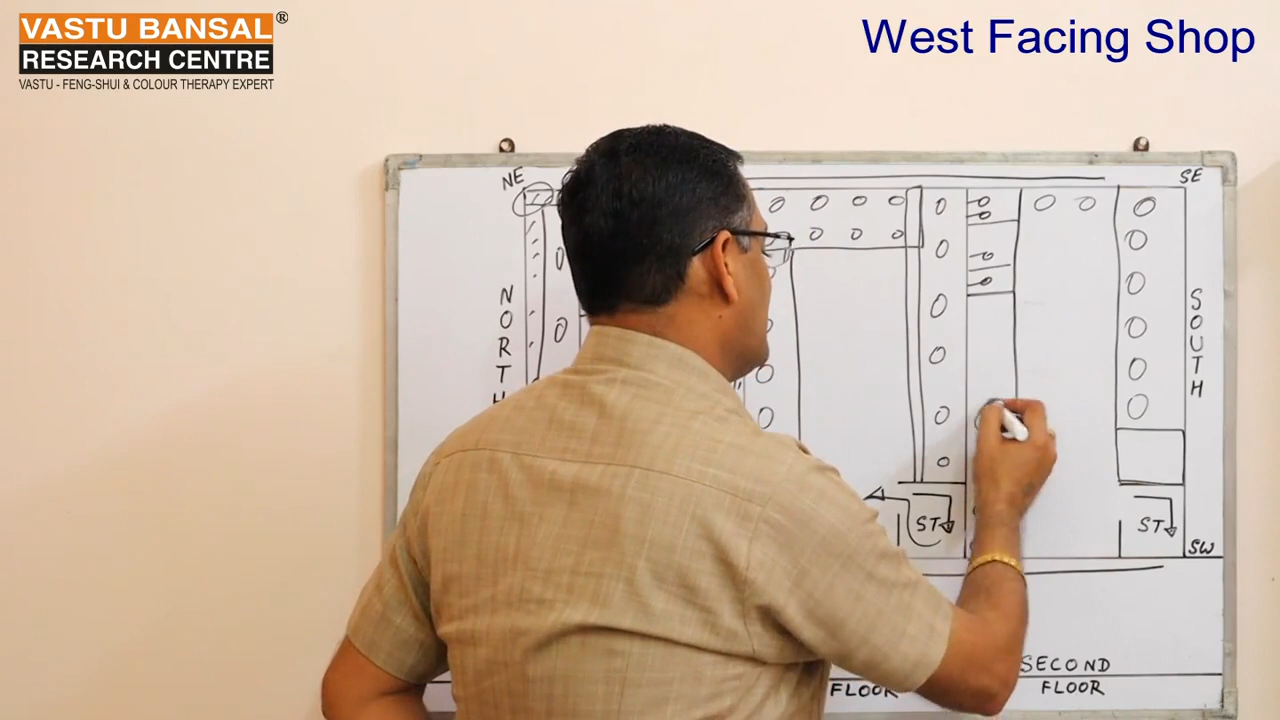 VASTU BANSAL®
RESEARCH CENTRE
VASTU - FENG-SHUI & COLOUR THERAPY EXPERT
West Facing Shop
NE
SE
NORTH
SOUTH
ST
ST
SW
FLOOR
SECOND
FLOOR